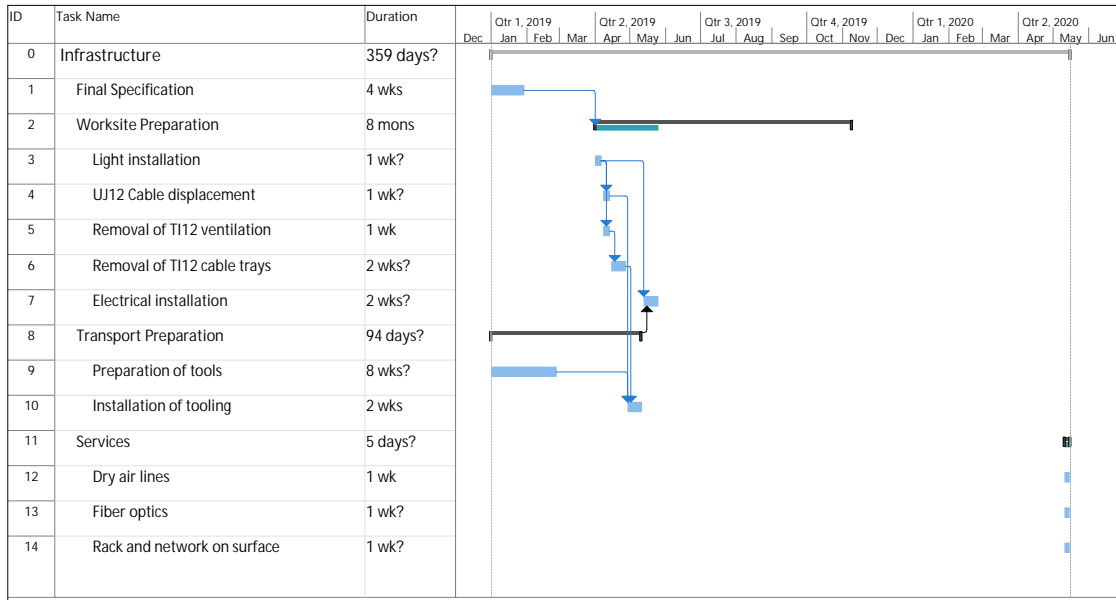 ID Task Name Duration Qtr 1, 2019 Qtr 2, 2019 Qtr 3, 2019 Qtr 4, 2019 Qtr 1, 2020 Qtr 2, 2020
Dec Jan Feb Mar Apr May Jun Jul Aug Sep Oct Nov Dec Jan Feb Mar Apr May Jun
0 Infrastructure 359 days?
1 Final Specification 4 wks
2 Worksite Preparation 8 mons
3 Light installation 1 wk?
4 UJ12 Cable displacement 1 wk?
5 Removal of TI12 ventilation 1 wk
6 Removal of TI12 cable trays 2 wks?
7 Electrical installation 2 wks?
8 Transport Preparation 94 days?
9 Preparation of tools 8 wks?
10 Installation of tooling 2 wks
11 Services 5 days?
12 Dry air lines 1 wk
13 Fiber optics 1 wk?
14 Rack and network on surface 1 wk?